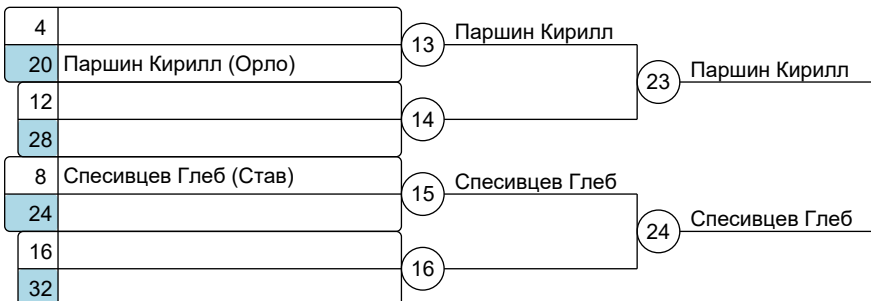 4
13 Паршин Кирилл
20 Паршин Кирилл (Орло)
23 Паршин Кирилл
12
14
28
8 Спесивцев Глеб (Став)
15 Спесивцев Глеб
24
24 Спесивцев Глеб
16
16
32